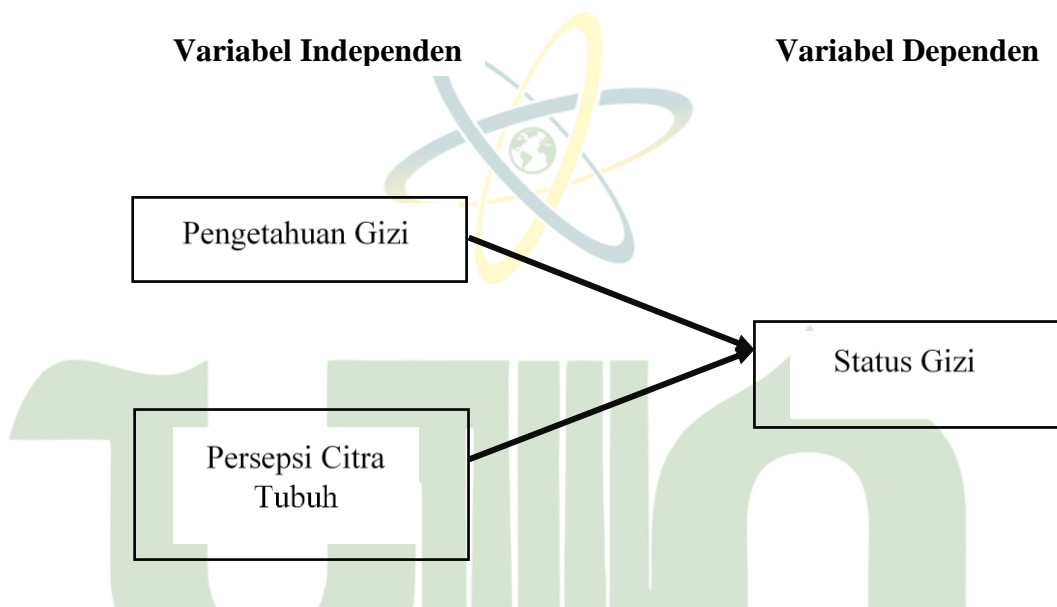 Variabel Independen
Variabel Dependen
Pengetahuan Gizi
Status Gizi
Persepsi Citra
Tubuh